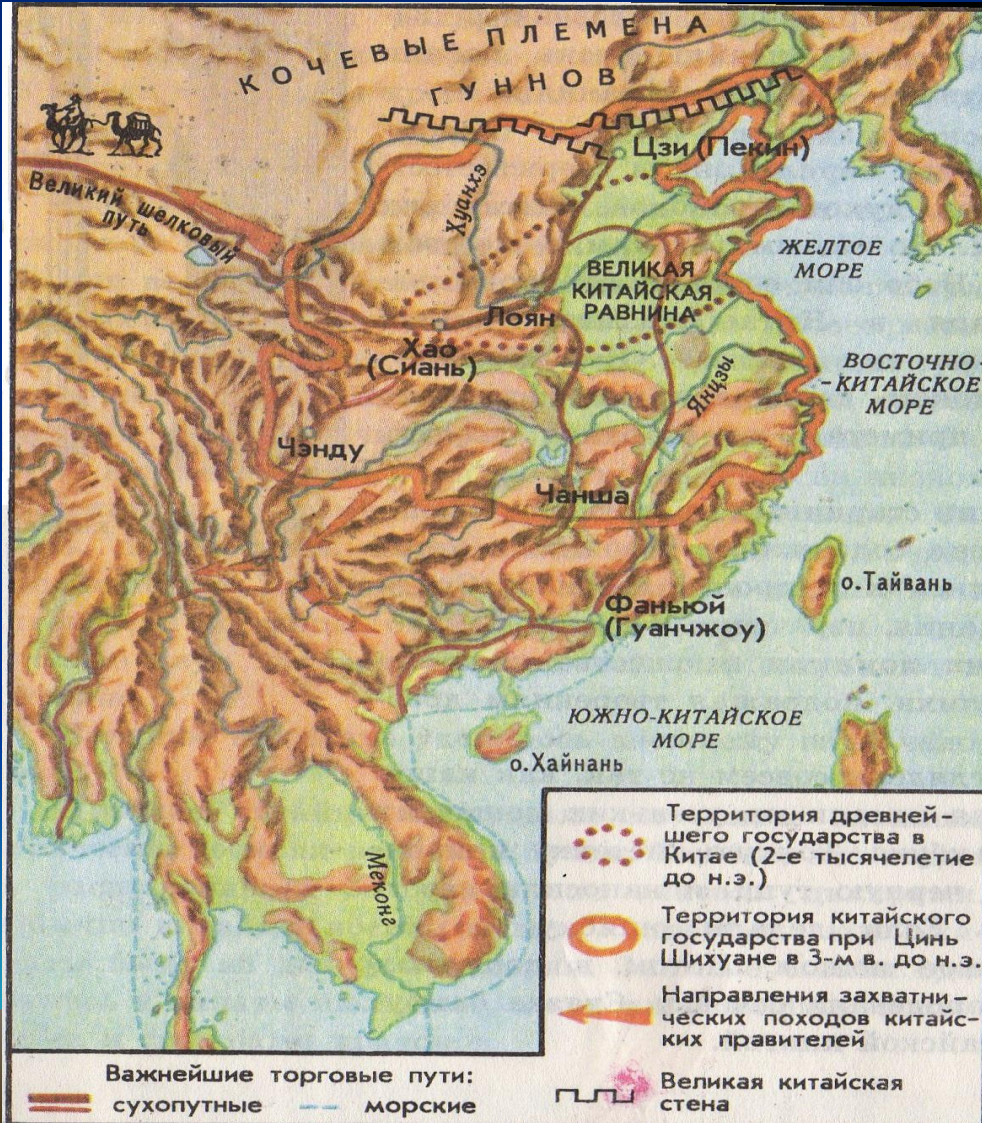 КОЧЕВЫЕ ПЛЕМЕНА
ГУННОВ
Цзи (Пекин)
Великий шелковый
путь
Хуанхэ
ЖЕЛТОЕ
МОРЕ
ВЕЛИКАЯ
КИТАЙСКАЯ
РАВНИНА
Лоян
Хао
(Сиань)
Янцзы
ВОСТОЧНО-
-КИТАЙСКОЕ
МОРЕ
Чэнду
Чанша
о.Тайвань
Фаньюй
(Гуанчжоу)
ЮЖНО-КИТАЙСКОЕ
МОРЕ
о.Хайнань
Меконг
Территория древней-
шего государства в
Китае (2-е тысячелетие
до н.э.)
Территория китайского
государства при Цинь
Шихуане в 3-м в. до н.э.
Направления захватни-
ческих походов китайс-
ких правителей
Великая китайская
стена
Важнейшие торговые пути:
сухопутные морские